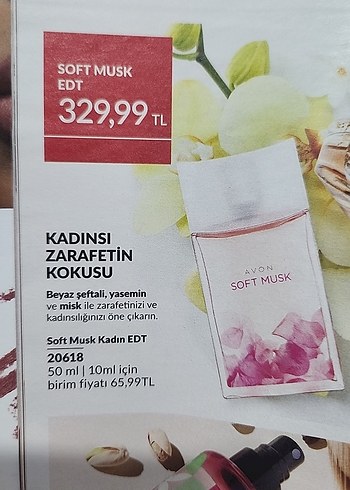 SOFT MUSK
EDT
329,99 TL
KADINSI
ZARAFETİN
KOKUSU
Beyaz şeftali, yasemin
ve misk ile zarafetinizi ve
kadınsılığınızı öne çıkarın.
Soft Musk Kadın EDT
20618
50 ml | 10ml için
birim fiyatı 65,99TL
AVON
SOFT MUSK